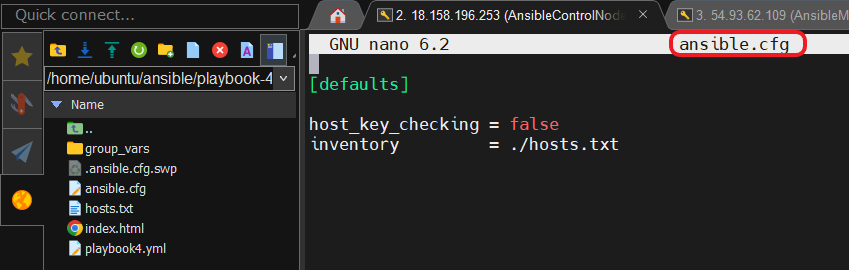 Quick connect...
2. 18.158.196.253 (AnsibleControlNode
3. 54.93.62.109 (AnsibleM
/home/ubuntu/ansible/playbook-4
Name
..
group_vars
.ansible.cfg.swp
ansible.cfg
hosts.txt
index.html
playbook4.yml
GNU nano 6.2 ansible.cfg
[defaults]
host_key_checking = false
inventory = ./hosts.txt